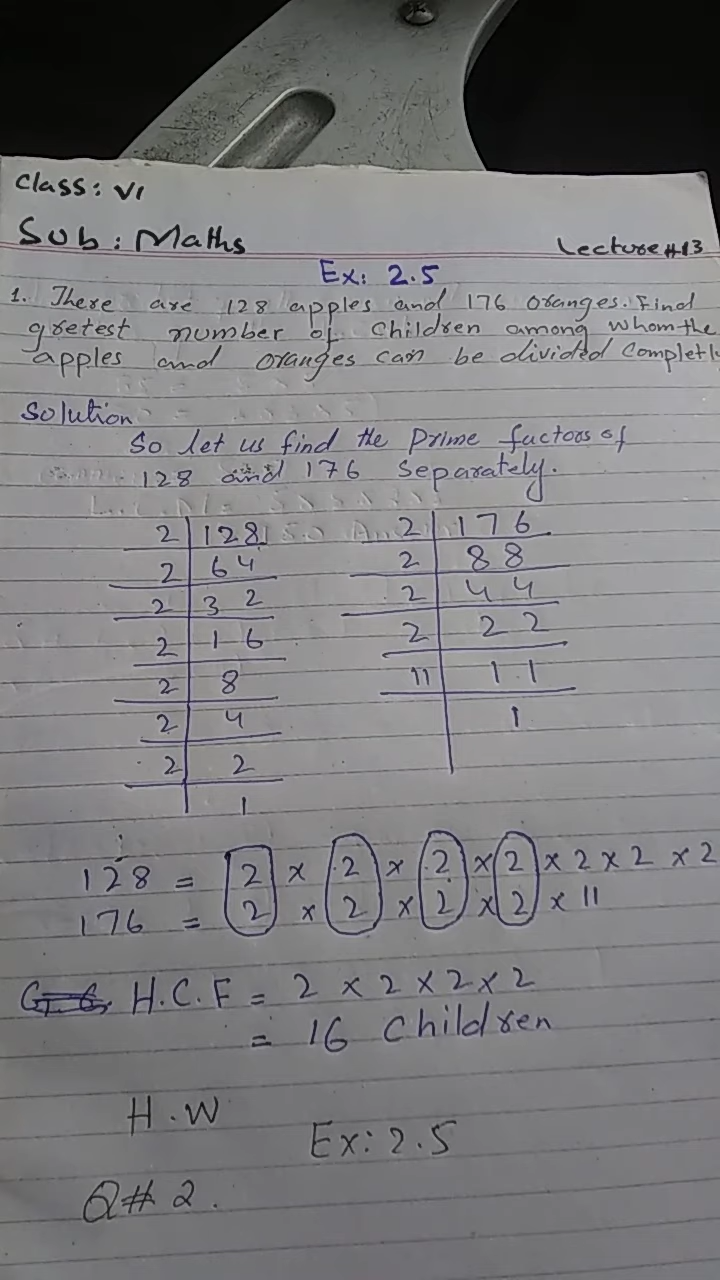 Class: VI
Sub: Maths
Lecture#13
Ex: 2.5
1. There are 128 apples and 176 oranges. Find
gretest number of children among whom the
apples and oranges can be divided Completly
Solution
So let us find the Prime factors of
128 and 176 Separately.
2 | 128
2 | 64
2 | 32
2 | 16
2 | 8
2 | 4
2 | 2
1
2 | 176
2 | 88
2 | 44
2 | 22
11 | 11
1
128 = 2 × 2 × 2 × 2 × 2 × 2 × 2
176 = 2 × 2 × 2 × 2 × 11
H.C.F = 2 × 2 × 2 × 2
= 16 Children
H.W
Ex: 2.5
Q# 2.